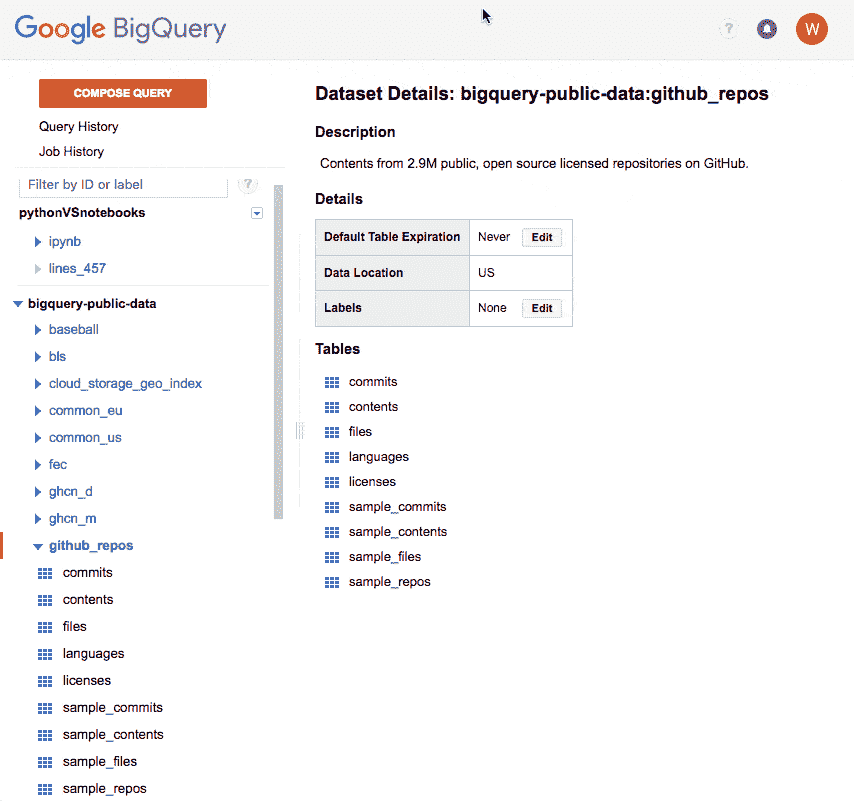 Google BigQuery
?
W
COMPOSE QUERY
Query History
Job History
Filter by ID or label
?
pythonVSnotebooks
ipynb
lines_457
bigquery-public-data
baseball
bls
cloud_storage_geo_index
common_eu
common_us
fec
ghcn_d
ghcn_m
github_repos
commits
contents
files
languages
licenses
sample_commits
sample_contents
sample_files
sample_repos
Dataset Details: bigquery-public-data:github_repos
Description
Contents from 2.9M public, open source licensed repositories on GitHub.
Details
Default Table Expiration Never Edit
Data Location US
Labels None Edit
Tables
commits
contents
files
languages
licenses
sample_commits
sample_contents
sample_files
sample_repos